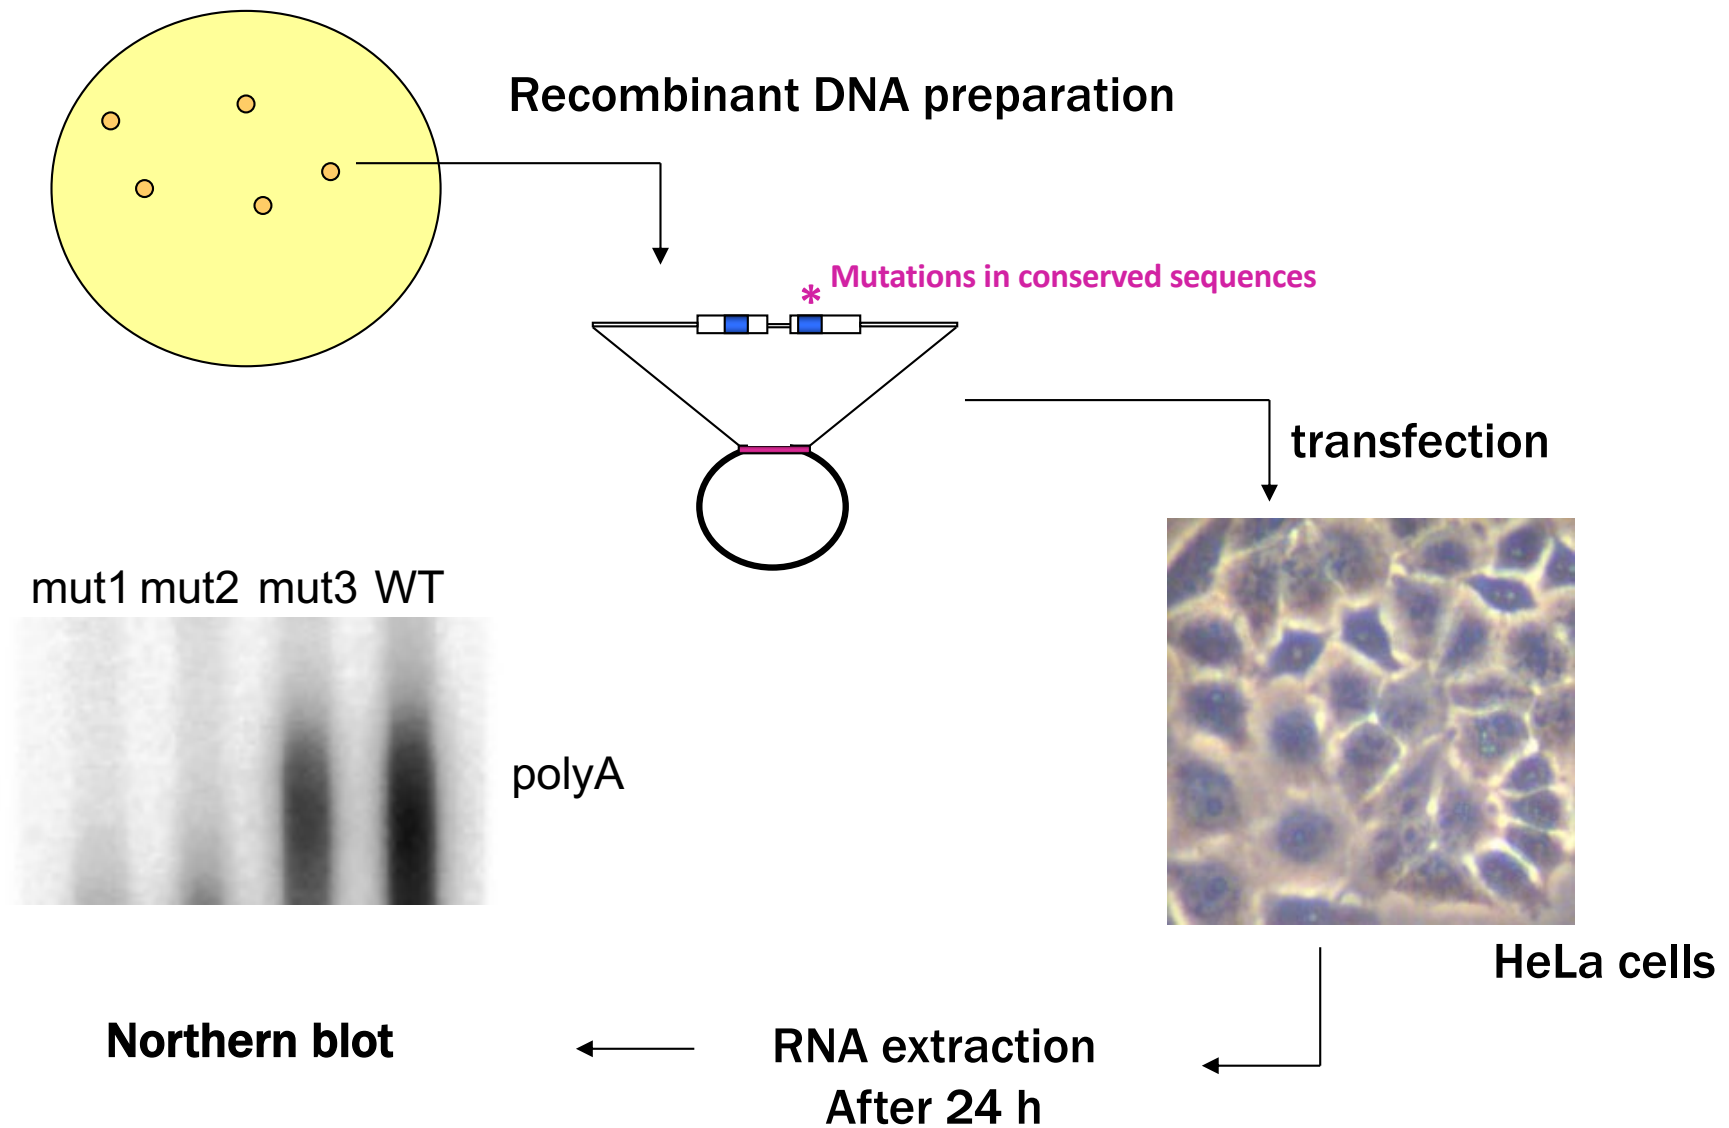 Recombinant DNA preparation
Mutations in conserved sequences
*
transfection
mut1 mut2 mut3 WT
polyA
HeLa cells
Northern blot
RNA extraction
After 24 h